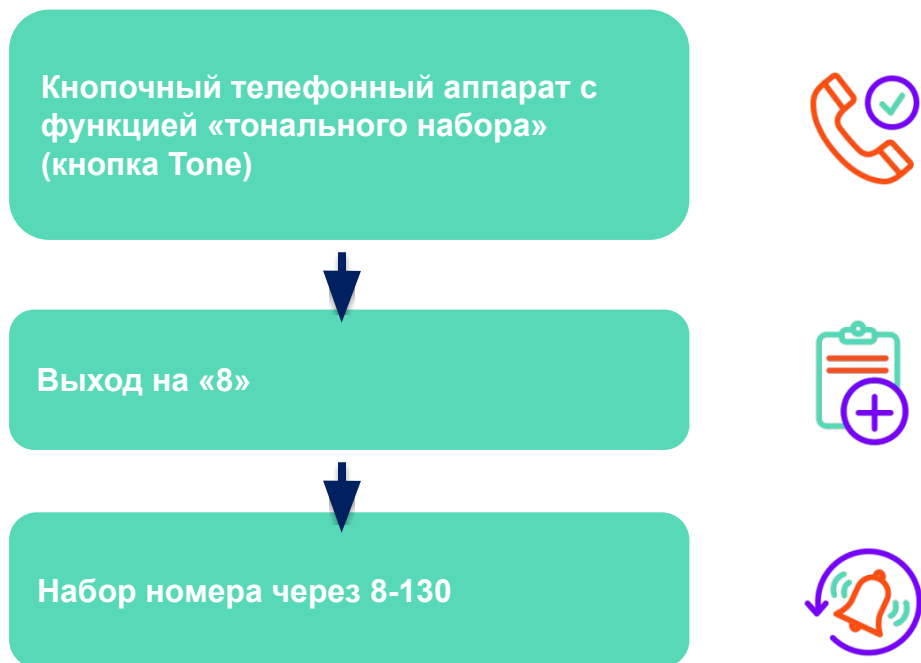 Кнопочный телефонный аппарат с
функцией «тонального набора»
(кнопка Tone)
Выход на «8»
Набор номера через 8-130